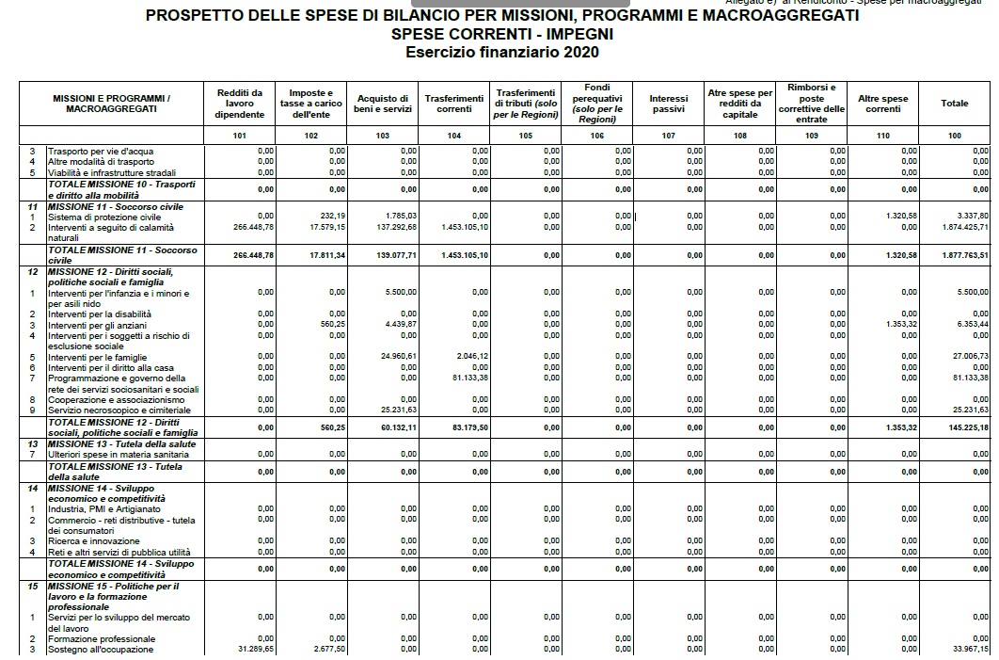 Allegato e) al Rendiconto - Spese per macroaggregati
PROSPETTO DELLE SPESE DI BILANCIO PER MISSIONI, PROGRAMMI E MACROAGGREGATI
SPESE CORRENTI - IMPEGNI
Esercizio finanziario 2020
MISSIONI E PROGRAMMI / MACROAGGREGATI Redditi da lavoro dipendente Imposte e tasse a carico dell'ente Acquisto di beni e servizi Trasferimenti correnti Trasferimenti di tributi (solo per le Regioni) Fondi perequativi (solo per le Regioni) Interessi passivi Atre spese per redditi da capitale Rimborsi e poste correttive delle entrate Altre spese correnti Totale
101 102 103 104 105 106 107 108 109 110 100
3 Trasporto per vie d'acqua 0,00 0,00 0,00 0,00 0,00 0,00 0,00 0,00 0,00 0,00 0,00
4 Altre modalità di trasporto 0,00 0,00 0,00 0,00 0,00 0,00 0,00 0,00 0,00 0,00 0,00
5 Viabilità e infrastrutture stradali 0,00 0,00 0,00 0,00 0,00 0,00 0,00 0,00 0,00 0,00 0,00
TOTALE MISSIONE 10 - Trasporti e diritto alla mobilità 0,00 0,00 0,00 0,00 0,00 0,00 0,00 0,00 0,00 0,00 0,00
11 MISSIONE 11 - Soccorso civile
1 Sistema di protezione civile 0,00 232,19 1.785,03 0,00 0,00 0,00 0,00 0,00 0,00 1.320,58 3.337,80
2 Interventi a seguito di calamità naturali 266.448,78 17.579,15 137.292,68 1.453.105,10 0,00 0,00 0,00 0,00 0,00 0,00 1.874.425,71
TOTALE MISSIONE 11 - Soccorso civile 266.448,78 17.811,34 139.077,71 1.453.105,10 0,00 0,00 0,00 0,00 0,00 1.320,58 1.877.763,51
12 MISSIONE 12 - Diritti sociali, politiche sociali e famiglia
1 Interventi per l'infanzia e i minori e per asili nido 0,00 0,00 5.500,00 0,00 0,00 0,00 0,00 0,00 0,00 0,00 5.500,00
2 Interventi per la disabilità 0,00 0,00 0,00 0,00 0,00 0,00 0,00 0,00 0,00 0,00 0,00
3 Interventi per gli anziani 0,00 560,25 4.439,87 0,00 0,00 0,00 0,00 0,00 0,00 1.353,32 6.353,44
4 Interventi per i soggetti a rischio di esclusione sociale 0,00 0,00 0,00 0,00 0,00 0,00 0,00 0,00 0,00 0,00 0,00
5 Interventi per le famiglie 0,00 0,00 24.960,61 2.046,12 0,00 0,00 0,00 0,00 0,00 0,00 27.006,73
6 Interventi per il diritto alla casa 0,00 0,00 0,00 0,00 0,00 0,00 0,00 0,00 0,00 0,00 0,00
7 Programmazione e governo della rete dei servizi sociosanitari e sociali 0,00 0,00 0,00 81.133,38 0,00 0,00 0,00 0,00 0,00 0,00 81.133,38
8 Cooperazione e associazionismo 0,00 0,00 0,00 0,00 0,00 0,00 0,00 0,00 0,00 0,00 0,00
9 Servizio necroscopico e cimiteriale 0,00 0,00 25.231,63 0,00 0,00 0,00 0,00 0,00 0,00 0,00 25.231,63
TOTALE MISSIONE 12 - Diritti sociali, politiche sociali e famiglia 0,00 560,25 60.132,11 83.179,50 0,00 0,00 0,00 0,00 0,00 1.353,32 145.225,18
13 MISSIONE 13 - Tutela della salute
7 Ulteriori spese in materia sanitaria 0,00 0,00 0,00 0,00 0,00 0,00 0,00 0,00 0,00 0,00 0,00
TOTALE MISSIONE 13 - Tutela della salute 0,00 0,00 0,00 0,00 0,00 0,00 0,00 0,00 0,00 0,00 0,00
14 MISSIONE 14 - Sviluppo economico e competitività
1 Industria, PMI e Artigianato 0,00 0,00 0,00 0,00 0,00 0,00 0,00 0,00 0,00 0,00 0,00
2 Commercio - reti distributive - tutela dei consumatori 0,00 0,00 0,00 0,00 0,00 0,00 0,00 0,00 0,00 0,00 0,00
3 Ricerca e innovazione 0,00 0,00 0,00 0,00 0,00 0,00 0,00 0,00 0,00 0,00 0,00
4 Reti e altri servizi di pubblica utilità 0,00 0,00 0,00 0,00 0,00 0,00 0,00 0,00 0,00 0,00 0,00
TOTALE MISSIONE 14 - Sviluppo economico e competitività 0,00 0,00 0,00 0,00 0,00 0,00 0,00 0,00 0,00 0,00 0,00
15 MISSIONE 15 - Politiche per il lavoro e la formazione professionale
1 Servizi per lo sviluppo del mercato del lavoro 0,00 0,00 0,00 0,00 0,00 0,00 0,00 0,00 0,00 0,00 0,00
2 Formazione professionale 0,00 0,00 0,00 0,00 0,00 0,00 0,00 0,00 0,00 0,00 0,00
3 Sostegno all'occupazione 31.289,65 2.677,50 0,00 0,00 0,00 0,00 0,00 0,00 0,00 0,00 33.967,15